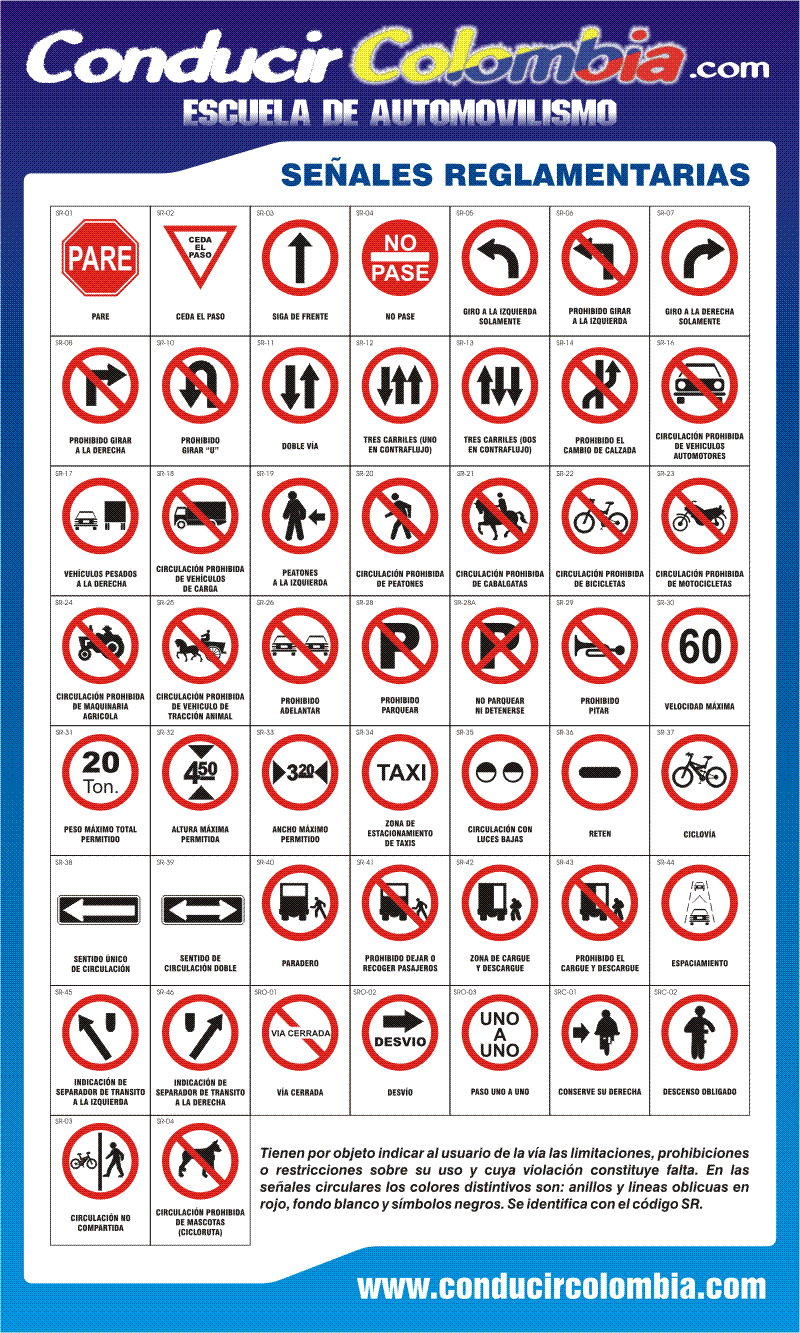 Conducir Colombia .com
ESCUELA DE AUTOMOVILISMO
SEÑALES REGLAMENTARIAS
SR-01
PARE
PARE
SR-02
CEDA
EL
PASO
CEDA EL PASO
SR-03
SIGA DE FRENTE
SR-04
NO
PASE
NO PASE
SR-05
GIRO A LA IZQUIERDA
SOLAMENTE
SR-06
PROHIBIDO GIRAR
A LA IZQUIERDA
SR-07
GIRO A LA DERECHA
SOLAMENTE
SR-08
PROHIBIDO GIRAR
A LA DERECHA
SR-10
PROHIBIDO
GIRAR "U"
SR-11
DOBLE VÍA
SR-12
TRES CARRILES (UNO
EN CONTRAFLUJO)
SR-13
TRES CARRILES (DOS
EN CONTRAFLUJO)
SR-14
PROHIBIDO EL
CAMBIO DE CALZADA
SR-16
CIRCULACIÓN PROHIBIDA
DE VEHICULOS
AUTOMOTORES
SR-17
VEHÍCULOS PESADOS
A LA DERECHA
SR-18
CIRCULACIÓN PROHIBIDA
DE VEHÍCULOS
DE CARGA
SR-19
PEATONES
A LA IZQUIERDA
SR-20
CIRCULACIÓN PROHIBIDA
DE PEATONES
SR-21
CIRCULACIÓN PROHIBIDA
DE CABALGATAS
SR-22
CIRCULACIÓN PROHIBIDA
DE BICICLETAS
SR-23
CIRCULACIÓN PROHIBIDA
DE MOTOCICLETAS
SR-24
CIRCULACIÓN PROHIBIDA
DE MAQUINARIA
AGRICOLA
SR-25
CIRCULACIÓN PROHIBIDA
DE VEHICULO DE
TRACCIÓN ANIMAL
SR-26
PROHIBIDO
ADELANTAR
SR-28
P
PROHIBIDO
PARQUEAR
SR-28A
P
NO PARQUEAR
NI DETENERSE
SR-29
PROHIBIDO
PITAR
SR-30
60
VELOCIDAD MÁXIMA
SR-31
20
Ton.
PESO MÁXIMO TOTAL
PERMITIDO
SR-32
4.50
ALTURA MÁXIMA
PERMITIDA
SR-33
3.20
ANCHO MÁXIMO
PERMITIDO
SR-34
TAXI
ZONA DE
ESTACIONAMIENTO
DE TAXIS
SR-35
CIRCULACIÓN CON
LUCES BAJAS
SR-36
RETEN
SR-37
CICLOVÍA
SR-38
SENTIDO ÚNICO
DE CIRCULACIÓN
SR-39
SENTIDO DE
CIRCULACIÓN DOBLE
SR-40
PARADERO
SR-41
PROHIBIDO DEJAR O
RECOGER PASAJEROS
SR-42
ZONA DE CARGUE
Y DESCARGUE
SR-43
PROHIBIDO EL
CARGUE Y DESCARGUE
SR-44
ESPACIAMIENTO
SR-45
INDICACIÓN DE
SEPARADOR DE TRANSITO
A LA IZQUIERDA
SR-46
INDICACIÓN DE
SEPARADOR DE TRANSITO
A LA DERECHA
SRO-01
VIA CERRADA
VÍA CERRADA
SRO-02
DESVIO
DESVÍO
SRO-03
UNO
A
UNO
PASO UNO A UNO
SRC-01
CONSERVE SU DERECHA
SRC-02
DESCENSO OBLIGADO
SR-03
CIRCULACIÓN NO
COMPARTIDA
SR-04
CIRCULACIÓN PROHIBIDA
DE MASCOTAS
(CICLORUTA)
Tienen por objeto indicar al usuario de la vía las limitaciones, prohibiciones
o restricciones sobre su uso y cuya violación constituye falta. En las
señales circulares los colores distintivos son: anillos y lineas oblicuas en
rojo, fondo blanco y símbolos negros. Se identifica con el código SR.
www.conducircolombia.com